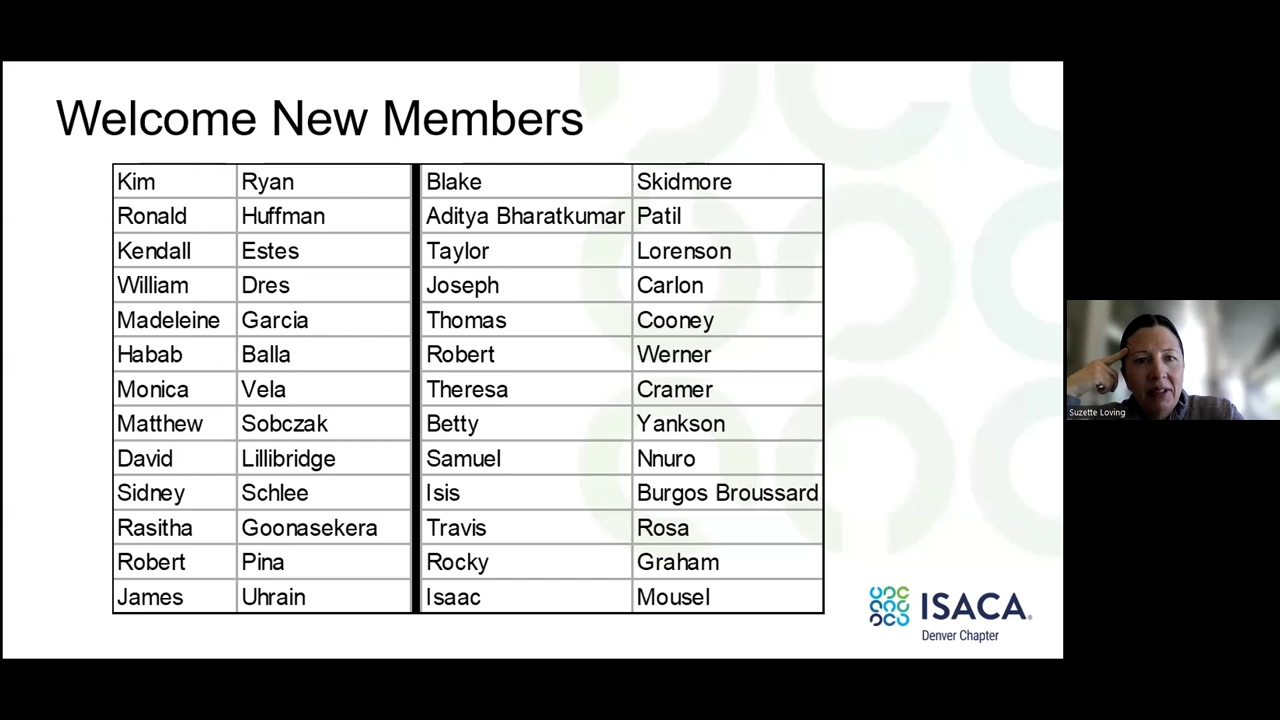 Welcome New Members
Kim Ryan Blake Skidmore
Ronald Huffman Aditya Bharatkumar Patil
Kendall Estes Taylor Lorenson
William Dres Joseph Carlon
Madeleine Garcia Thomas Cooney
Habab Balla Robert Werner
Monica Vela Theresa Cramer
Matthew Sobczak Betty Yankson
David Lillibridge Samuel Nnuro
Sidney Schlee Isis Burgos Broussard
Rasitha Goonasekera Travis Rosa
Robert Pina Rocky Graham
James Uhrain Isaac Mousel
ISACA®
Denver Chapter
Suzette Loving